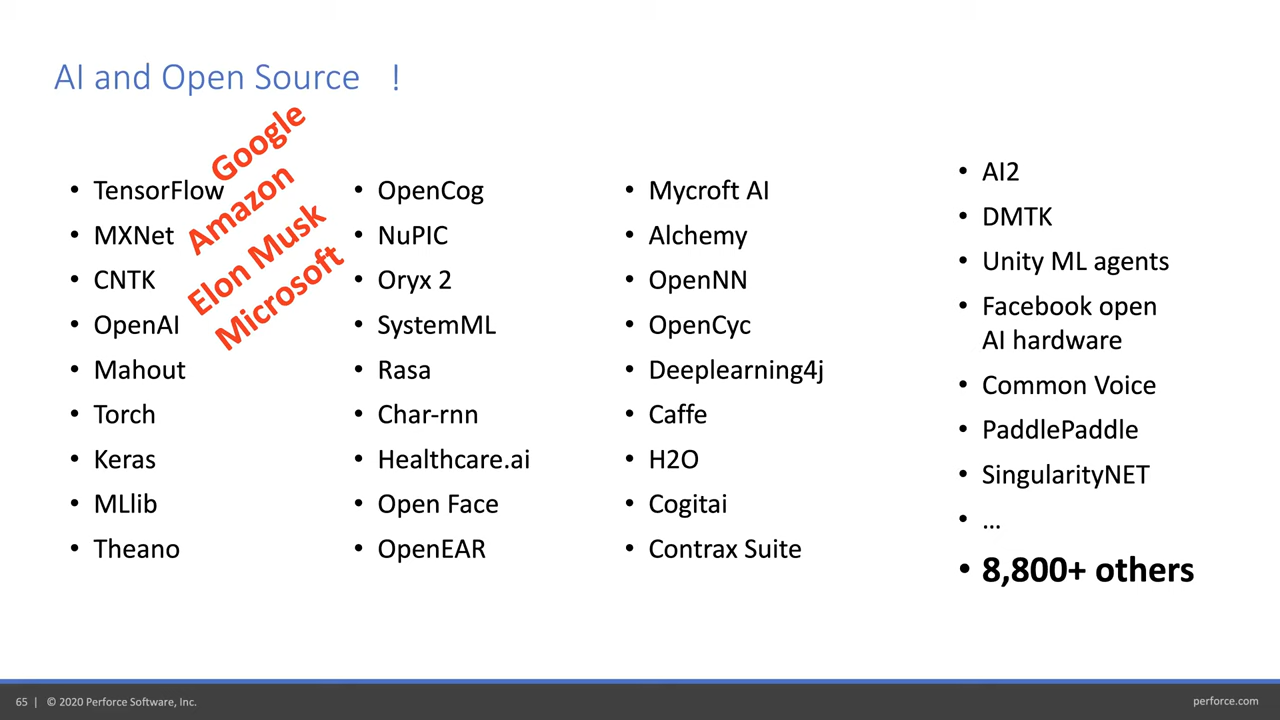 AI and Open Source !
Google
Amazon
Elon Musk
Microsoft
• TensorFlow
• MXNet
• CNTK
• OpenAI
• Mahout
• Torch
• Keras
• MLlib
• Theano
• OpenCog
• NuPIC
• Oryx 2
• SystemML
• Rasa
• Char-rnn
• Healthcare.ai
• Open Face
• OpenEAR
• Mycroft AI
• Alchemy
• OpenNN
• OpenCyc
• Deeplearning4j
• Caffe
• H2O
• Cogitai
• Contrax Suite
• AI2
• DMTK
• Unity ML agents
• Facebook open
AI hardware
• Common Voice
• PaddlePaddle
• SingularityNET
• …
• 8,800+ others
65 | © 2020 Perforce Software, Inc.
perforce.com